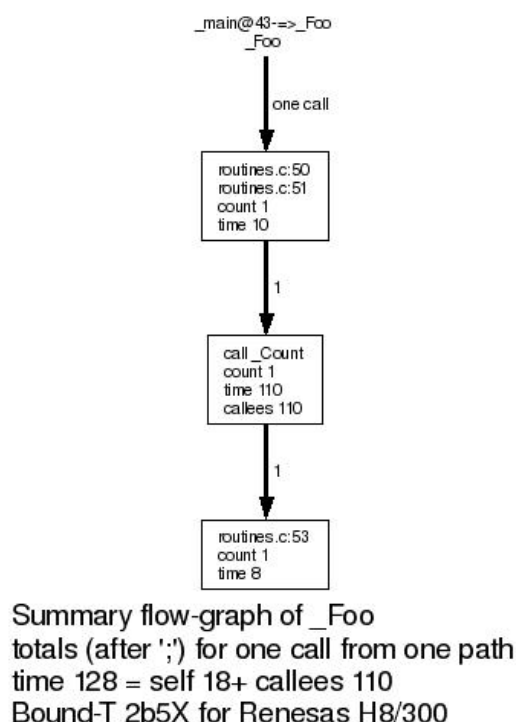 _main@43-=>_Foo
_Foo
one call
routines.c:50
routines.c:51
count 1
time 10
1
call _Count
count 1
time 110
callees 110
1
routines.c:53
count 1
time 8
Summary flow-graph of _Foo
totals (after ';') for one call from one path
time 128 = self 18+ callees 110
Bound-T 2b5X for Renesas H8/300